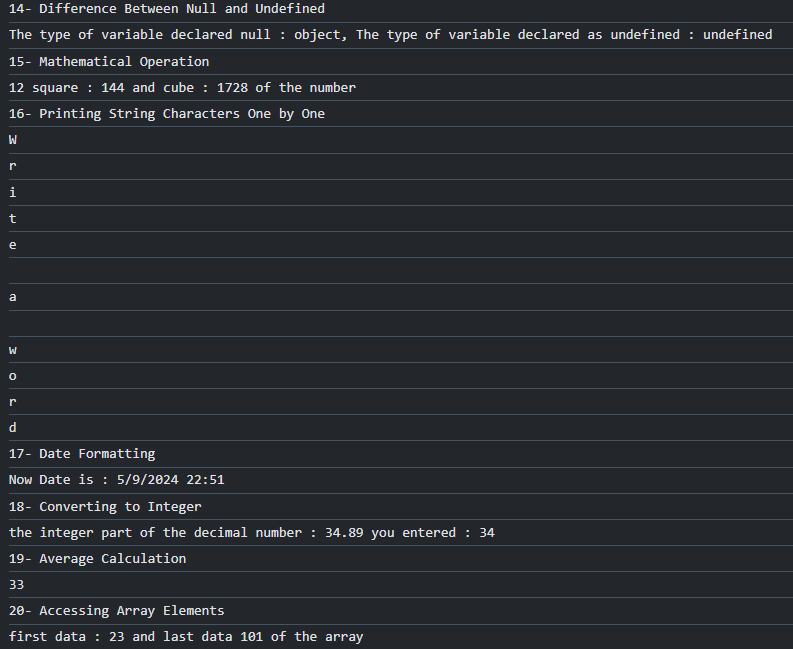 14- Difference Between Null and Undefined
The type of variable declared null : object, The type of variable declared as undefined : undefined
15- Mathematical Operation
12 square : 144 and cube : 1728 of the number
16- Printing String Characters One by One
W
r
i
t
e
a
w
o
r
d
17- Date Formatting
Now Date is : 5/9/2024 22:51
18- Converting to Integer
the integer part of the decimal number : 34.89 you entered : 34
19- Average Calculation
33
20- Accessing Array Elements
first data : 23 and last data 101 of the array